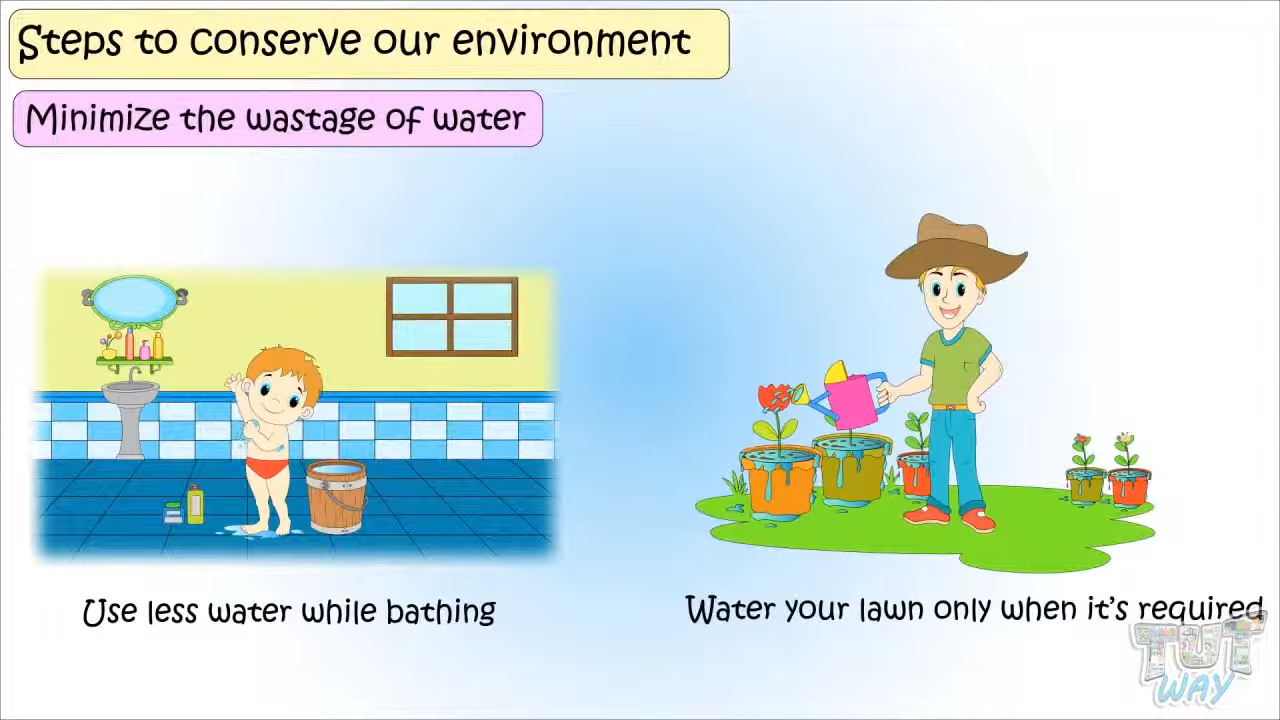 Steps to conserve our environment
Minimize the wastage of water
Use less water while bathing
Water your lawn only when it's required
TUT
WAY